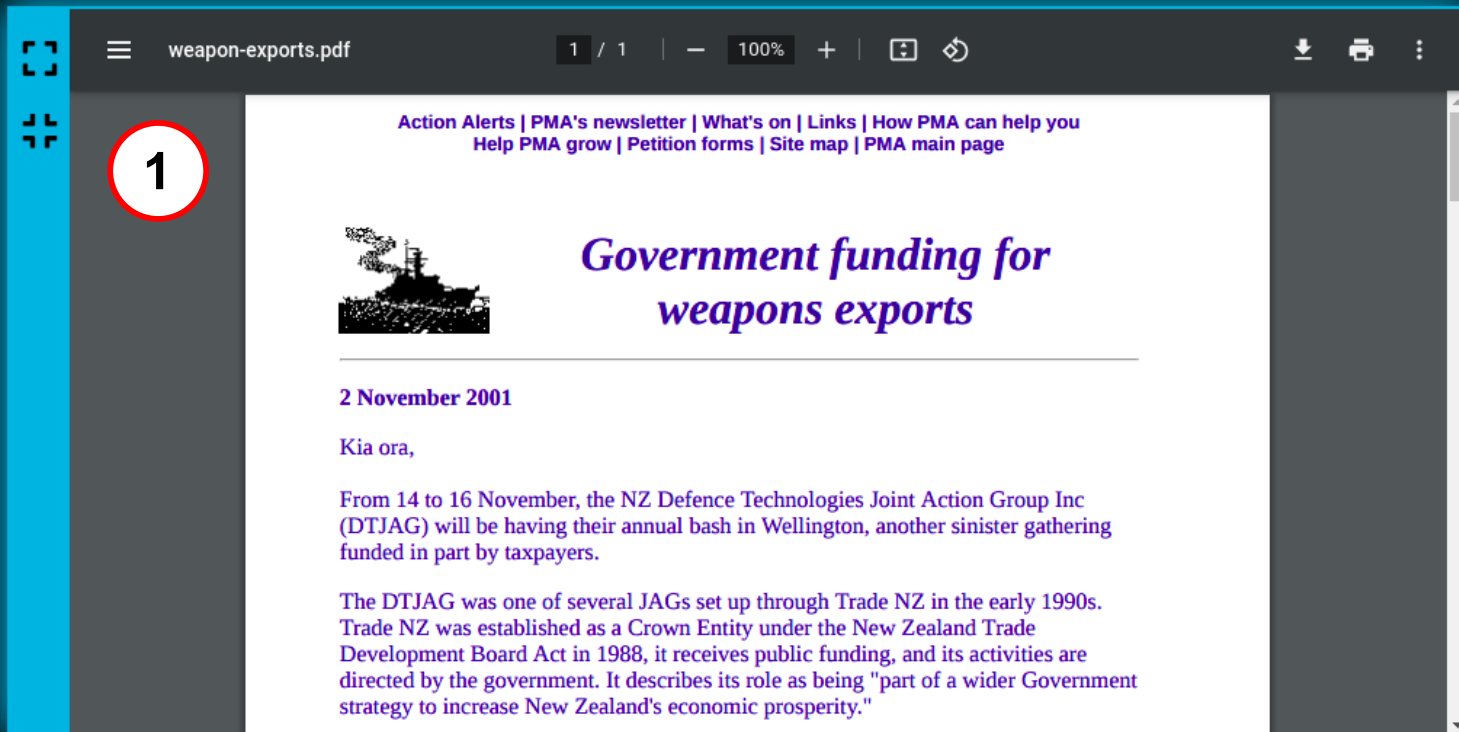 weapon-exports.pdf
1 / 1
100%
1
Action Alerts | PMA's newsletter | What's on | Links | How PMA can help you
Help PMA grow | Petition forms | Site map | PMA main page
Government funding for
weapons exports
2 November 2001
Kia ora,
From 14 to 16 November, the NZ Defence Technologies Joint Action Group Inc
(DTJAG) will be having their annual bash in Wellington, another sinister gathering
funded in part by taxpayers.
The DTJAG was one of several JAGs set up through Trade NZ in the early 1990s.
Trade NZ was established as a Crown Entity under the New Zealand Trade
Development Board Act in 1988, it receives public funding, and its activities are
directed by the government. It describes its role as being "part of a wider Government
strategy to increase New Zealand's economic prosperity."